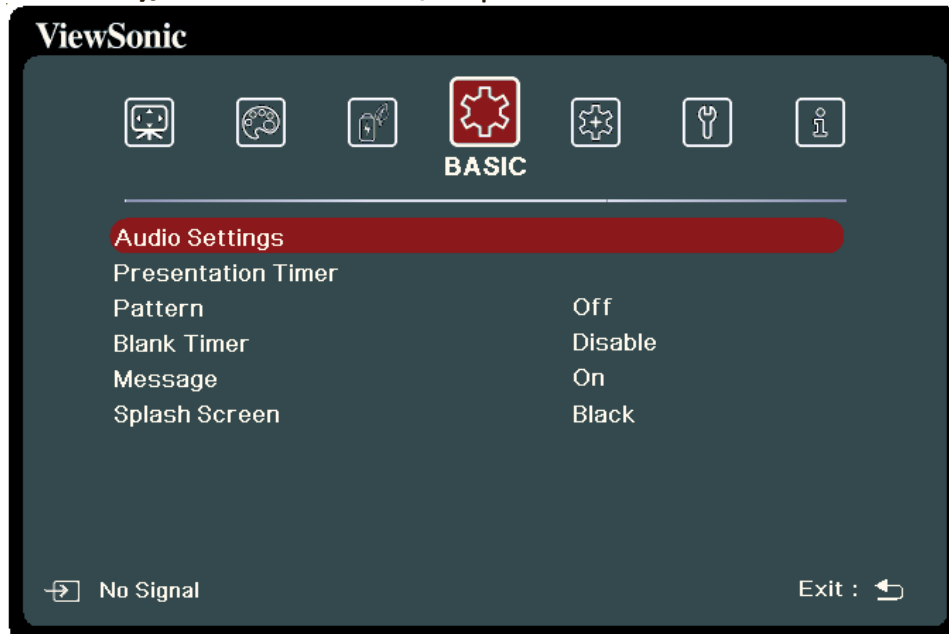 ViewSonic
BASIC
Audio Settings
Presentation Timer
Pattern Off
Blank Timer Disable
Message On
Splash Screen Black
No Signal Exit :